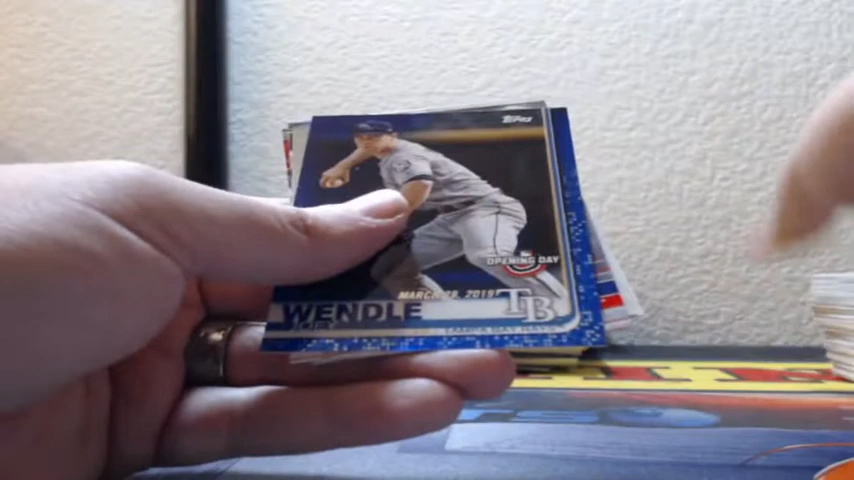 Topps
OPENING DAY
MARCH 28, 2019
TB
WENDLE
JOEY
TAMPA BAY RAYS